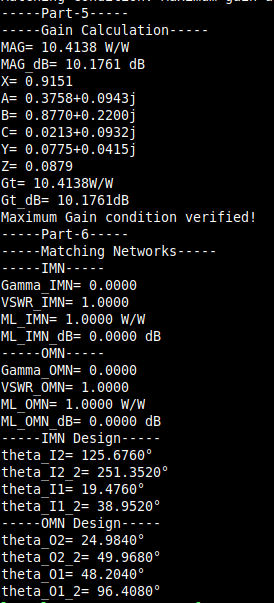 Matching Condition: Maximum gain a
-----Part-5-----
-----Gain Calculation-----
MAG= 10.4138 W/W
MAG_dB= 10.1761 dB
X= 0.9151
A= 0.3758+0.0943j
B= 0.8770+0.2200j
C= 0.0213+0.0932j
Y= 0.0775+0.0415j
Z= 0.0879
Gt= 10.4138W/W
Gt_dB= 10.1761dB
Maximum Gain condition verified!
-----Part-6-----
-----Matching Networks-----
-----IMN-----
Gamma_IMN= 0.0000
VSWR_IMN= 1.0000
ML_IMN= 1.0000 W/W
ML_IMN_dB= 0.0000 dB
-----OMN-----
Gamma_OMN= 0.0000
VSWR_OMN= 1.0000
ML_OMN= 1.0000 W/W
ML_OMN_dB= 0.0000 dB
-----IMN Design-----
theta_I2= 125.6760°
theta_I2_2= 251.3520°
theta_I1= 19.4760°
theta_I1_2= 38.9520°
-----OMN Design-----
theta_O2= 24.9840°
theta_O2_2= 49.9680°
theta_O1= 48.2040°
theta_O1_2= 96.4080°